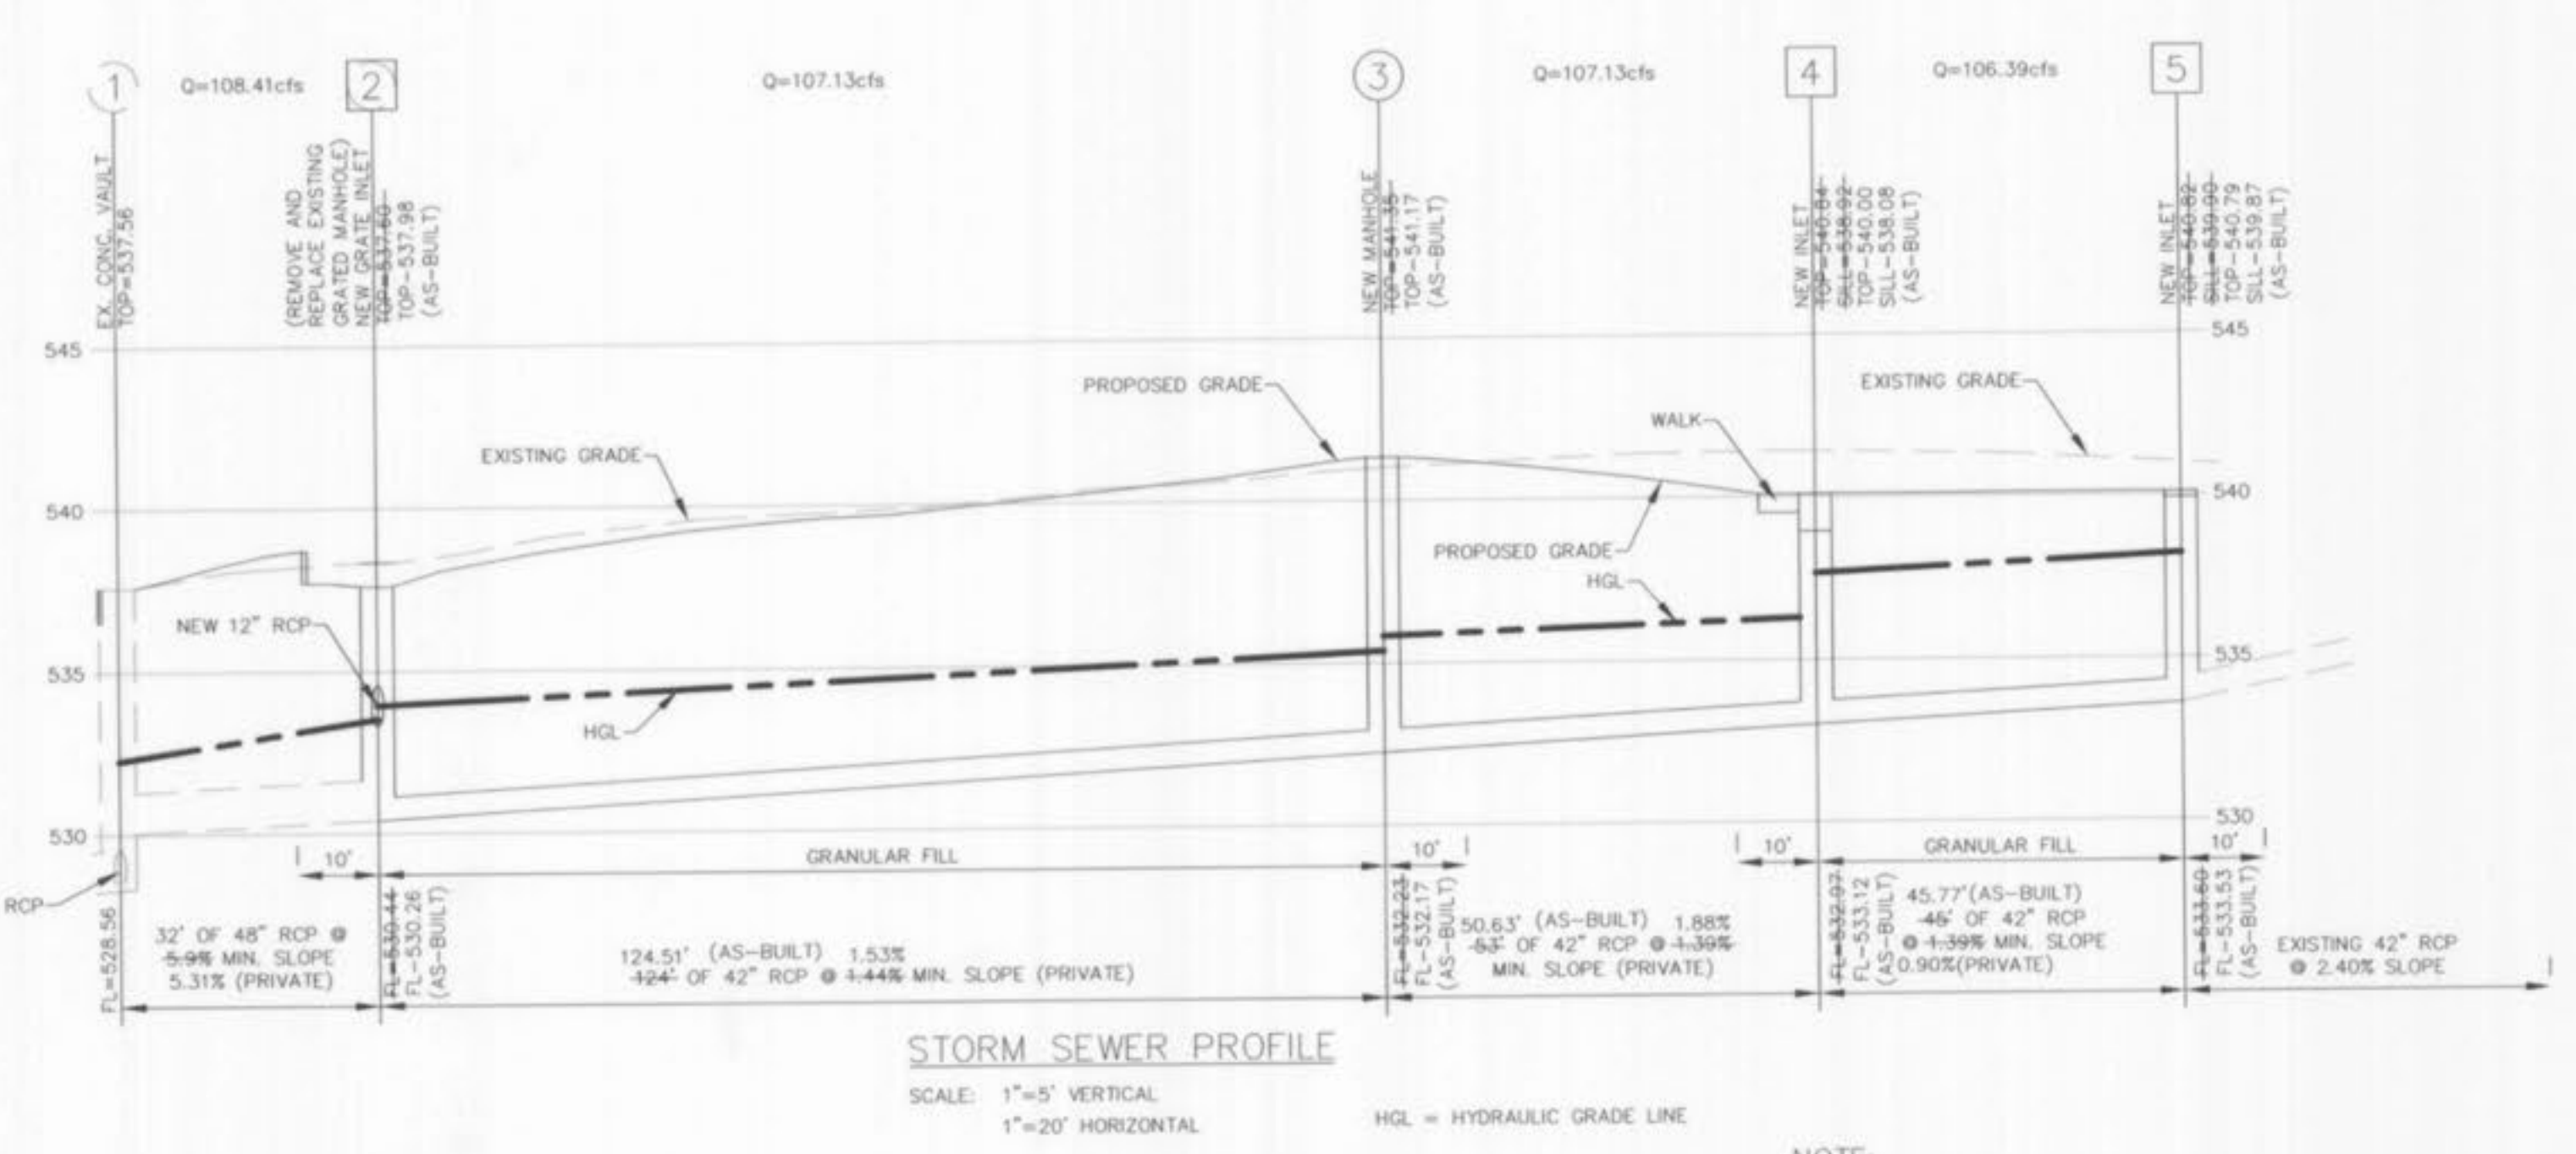 1
Q=108.41cfs
2
Q=107.13cfs
3
Q=107.13cfs
4
Q=106.39cfs
5
EX. CONC. VAULT
TOP=537.56
(REMOVE AND
REPLACE EXISTING
GRATED MANHOLE)
NEW GRATE INLET
TOP=537.60
TOP-537.98
(AS-BUILT)
NEW MANHOLE
TOP=541.35
TOP-541.17
(AS-BUILT)
NEW INLET
TOP=540.84
SILL=538.92
TOP-540.00
SILL-538.08
(AS-BUILT)
NEW INLET
TOP=540.82
SILL=539.90
TOP-540.79
SILL-539.87
(AS-BUILT)
545
545
PROPOSED GRADE
EXISTING GRADE
WALK
EXISTING GRADE
540
540
PROPOSED GRADE
HGL
NEW 12" RCP
535
535
HGL
530
530
10'
GRANULAR FILL
10'
10'
GRANULAR FILL
10'
RCP
FL=528.56
32' OF 48" RCP @
5.9% MIN. SLOPE
5.31% (PRIVATE)
FL=530.44
FL-530.26
(AS-BUILT)
124.51' (AS-BUILT) 1.53%
124' OF 42" RCP @ 1.44% MIN. SLOPE (PRIVATE)
FL=532.23
FL-532.17
(AS-BUILT)
50.63' (AS-BUILT) 1.88%
53' OF 42" RCP @ 1.39%
MIN. SLOPE (PRIVATE)
FL=532.97
FL-533.12
(AS-BUILT)
45.77'(AS-BUILT)
46' OF 42" RCP
@ 1.39% MIN. SLOPE
0.90%(PRIVATE)
FL=533.60
FL-533.53
(AS-BUILT)
EXISTING 42" RCP
@ 2.40% SLOPE
STORM SEWER PROFILE
SCALE: 1"=5' VERTICAL
1"=20' HORIZONTAL
HGL = HYDRAULIC GRADE LINE
NOTE: